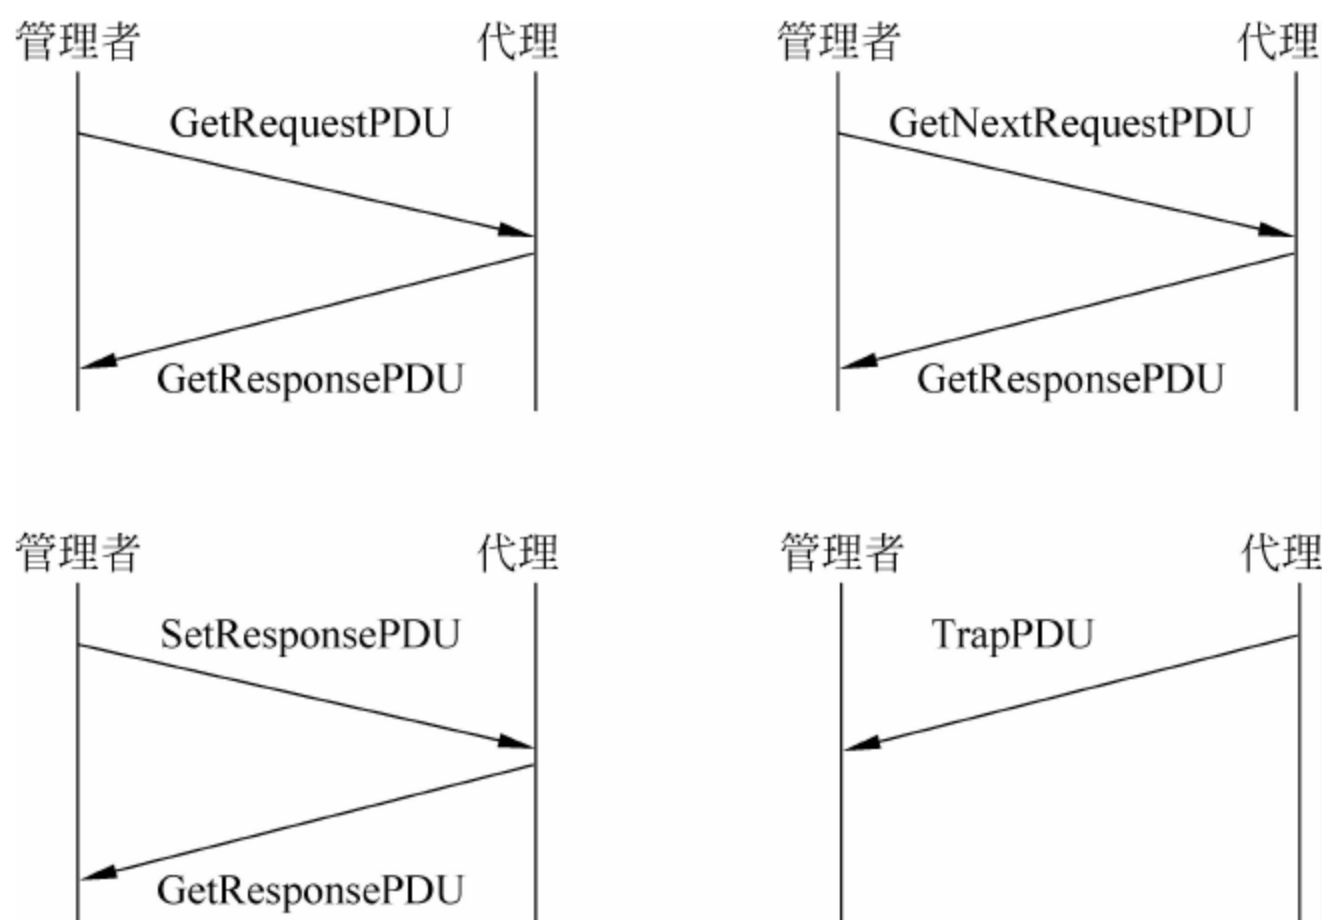 管理者 代理
GetRequestPDU
GetResponsePDU
管理者 代理
GetNextRequestPDU
GetResponsePDU
管理者 代理
SetResponsePDU
GetResponsePDU
管理者 代理
TrapPDU